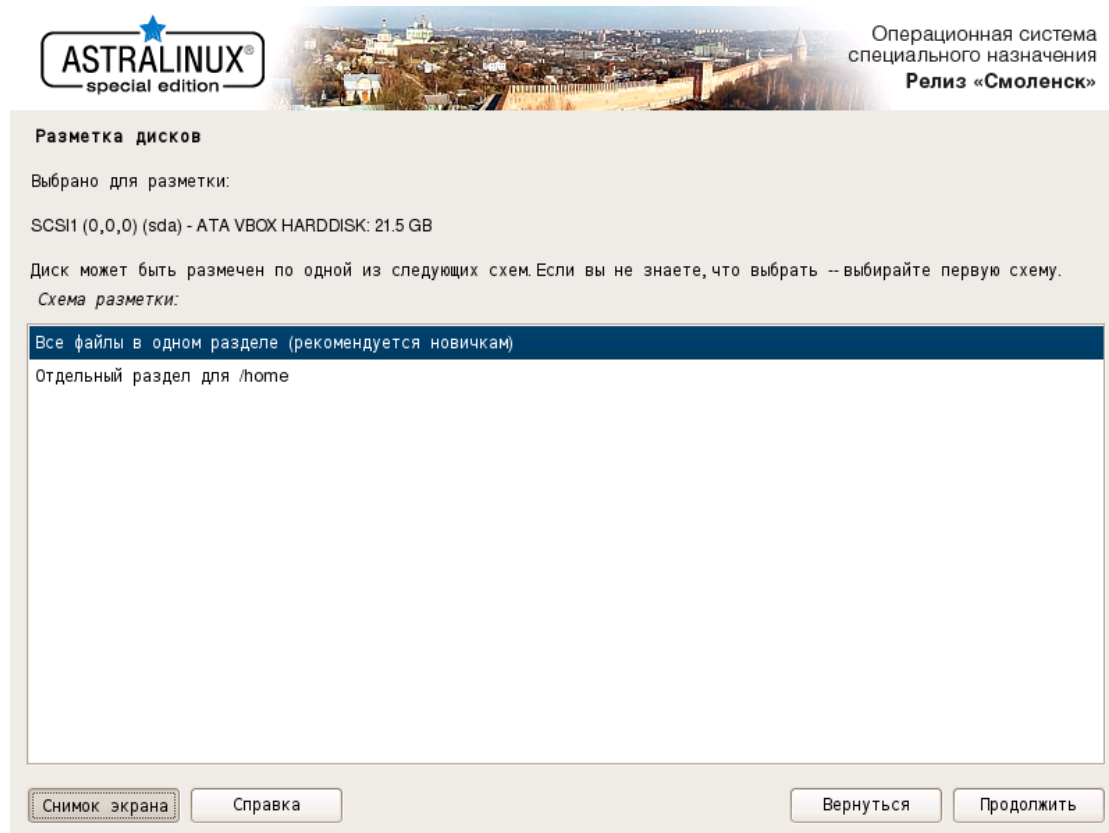 ASTRALINUX®
special edition
Операционная система
специального назначения
Релиз «Смоленск»
Разметка дисков
Выбрано для разметки:
SCSI1 (0,0,0) (sda) - ATA VBOX HARDDISK: 21.5 GB
Диск может быть размечен по одной из следующих схем. Если вы не знаете, что выбрать -- выбирайте первую схему.
Схема разметки:
Все файлы в одном разделе (рекомендуется новичкам)
Отдельный раздел для /home
Снимок экрана
Справка
Вернуться
Продолжить